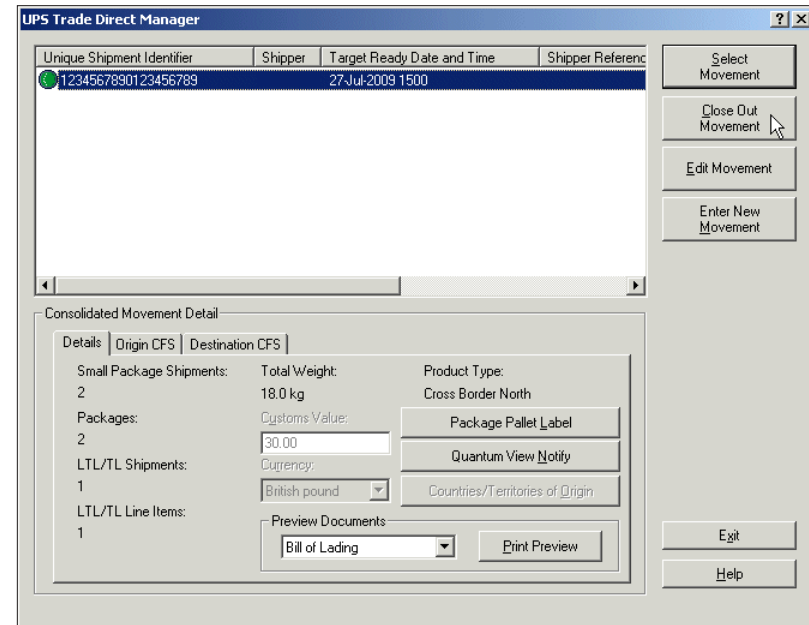 UPS Trade Direct Manager
Unique Shipment Identifier Shipper Target Ready Date and Time Shipper Referenc
1234567890123456789 27-Jul-2009 1500
Select
Movement
Close Out
Movement
Edit Movement
Enter New
Movement
Consolidated Movement Detail
Details Origin CFS Destination CFS
Small Package Shipments: Total Weight: Product Type:
2 18.0 kg Cross Border North
Packages: Customs Value: Package Pallet Label
2 30.00
LTL/TL Shipments: Currency: Quantum View Notify
1 British pound Countries/Territories of Origin
LTL/TL Line Items:
1
Preview Documents
Bill of Lading Print Preview
Exit
Help